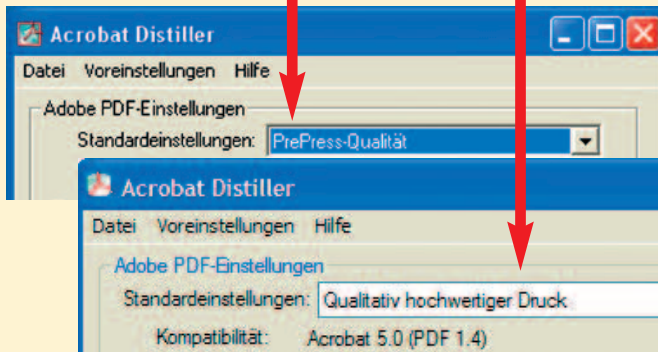 Acrobat Distiller
Datei Voreinstellungen Hilfe
Adobe PDF-Einstellungen
Standardeinstellungen: PrePress-Qualität
Acrobat Distiller
Datei Voreinstellungen Hilfe
Adobe PDF-Einstellungen
Standardeinstellungen: Qualitativ hochwertiger Druck
Kompatibilität: Acrobat 5.0 (PDF 1.4)